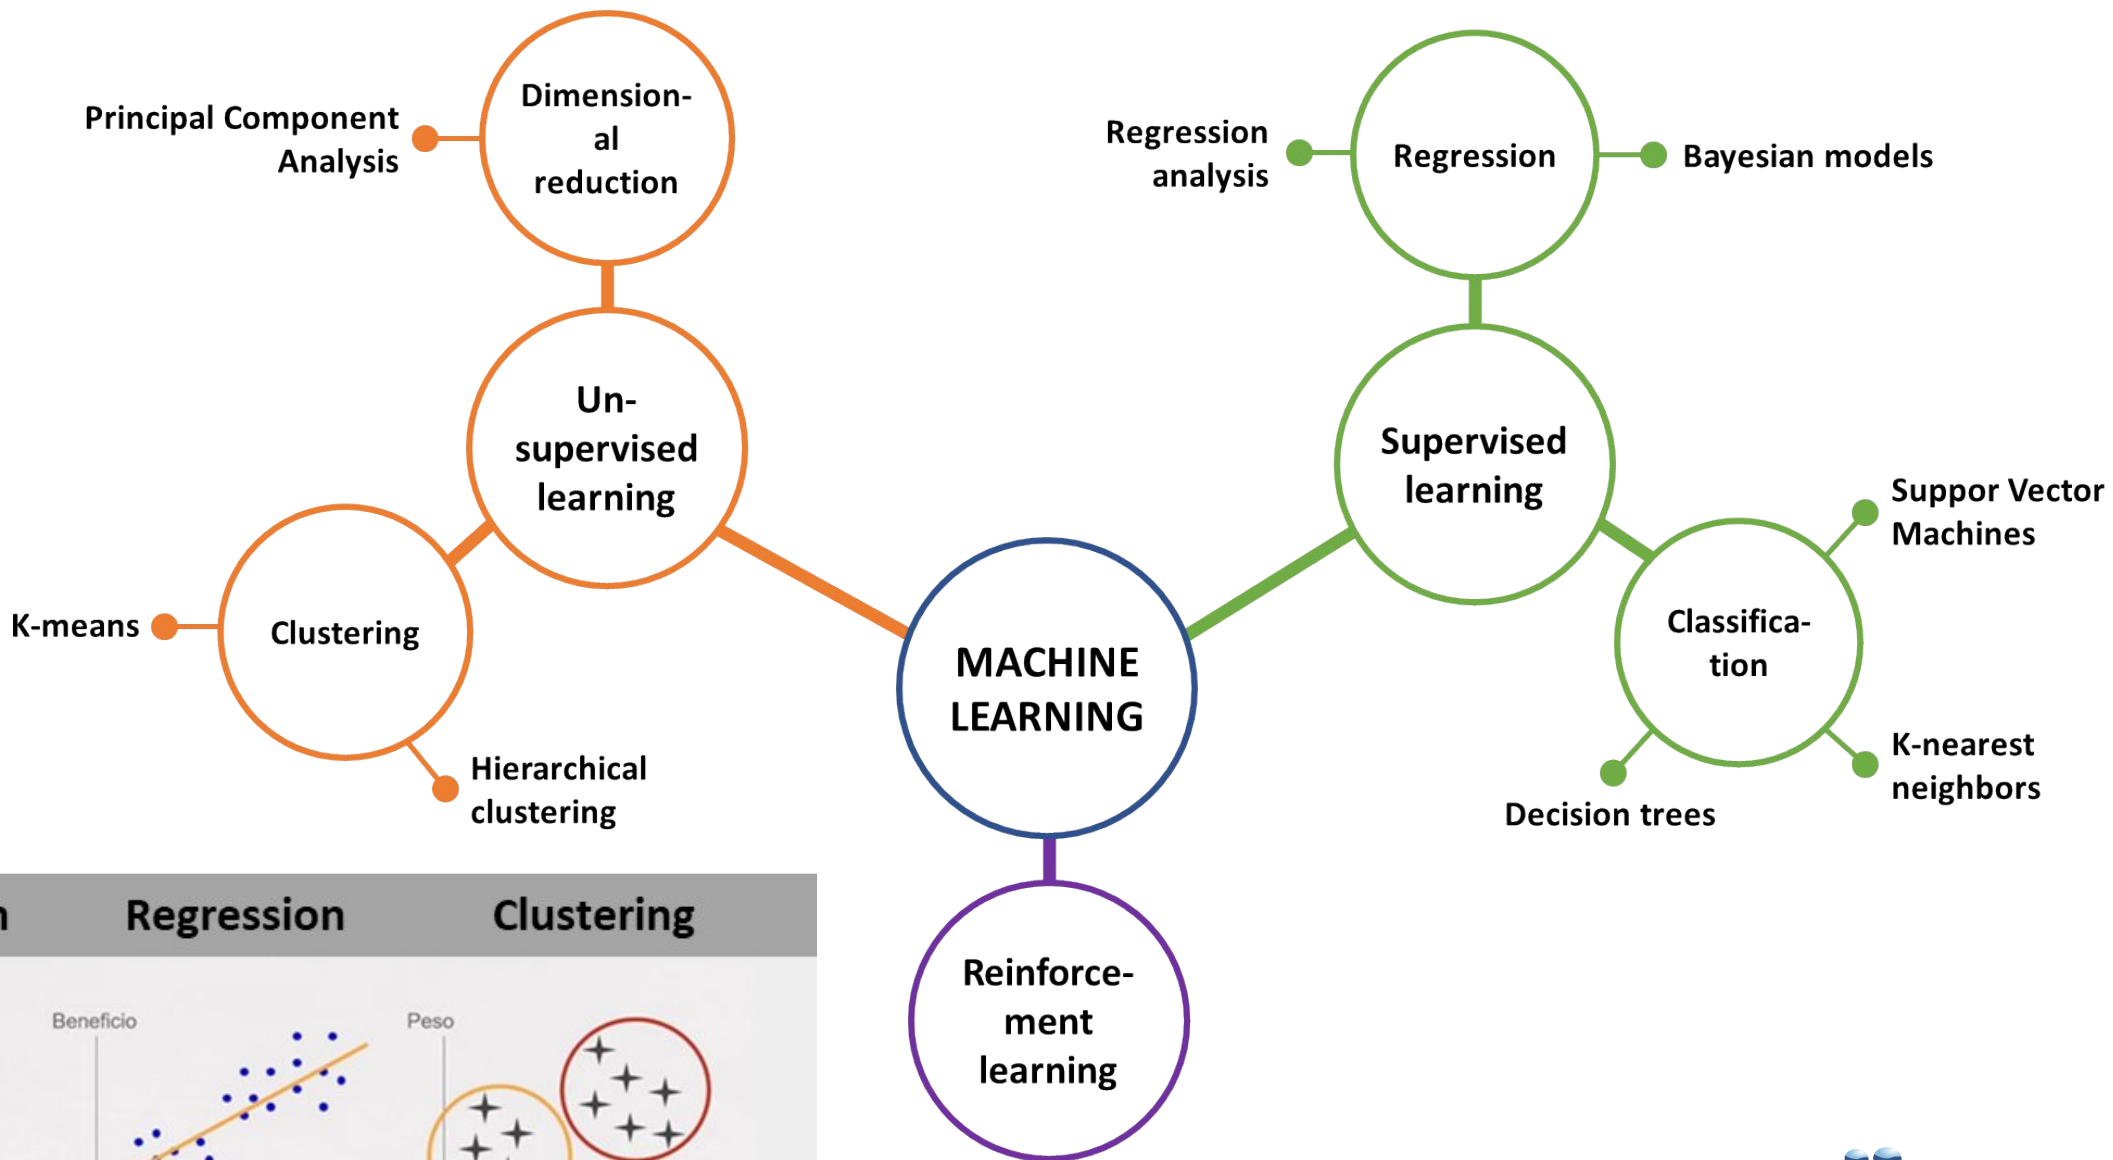 Dimension-
al
reduction
Principal Component
Analysis
Un-
supervised
learning
Clustering
K-means
Hierarchical
clustering
MACHINE
LEARNING
Regression
Regression
analysis
Bayesian models
Supervised
learning
Classifica-
tion
Suppor Vector
Machines
K-nearest
neighbors
Decision trees
Reinforce-
ment
learning
n
Regression
Clustering
Beneficio
Peso